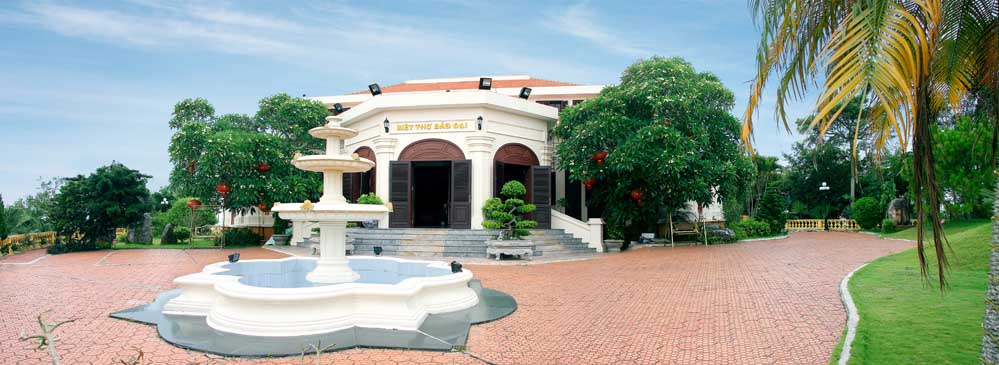 BIỆT THỰ BẢO ĐẠI